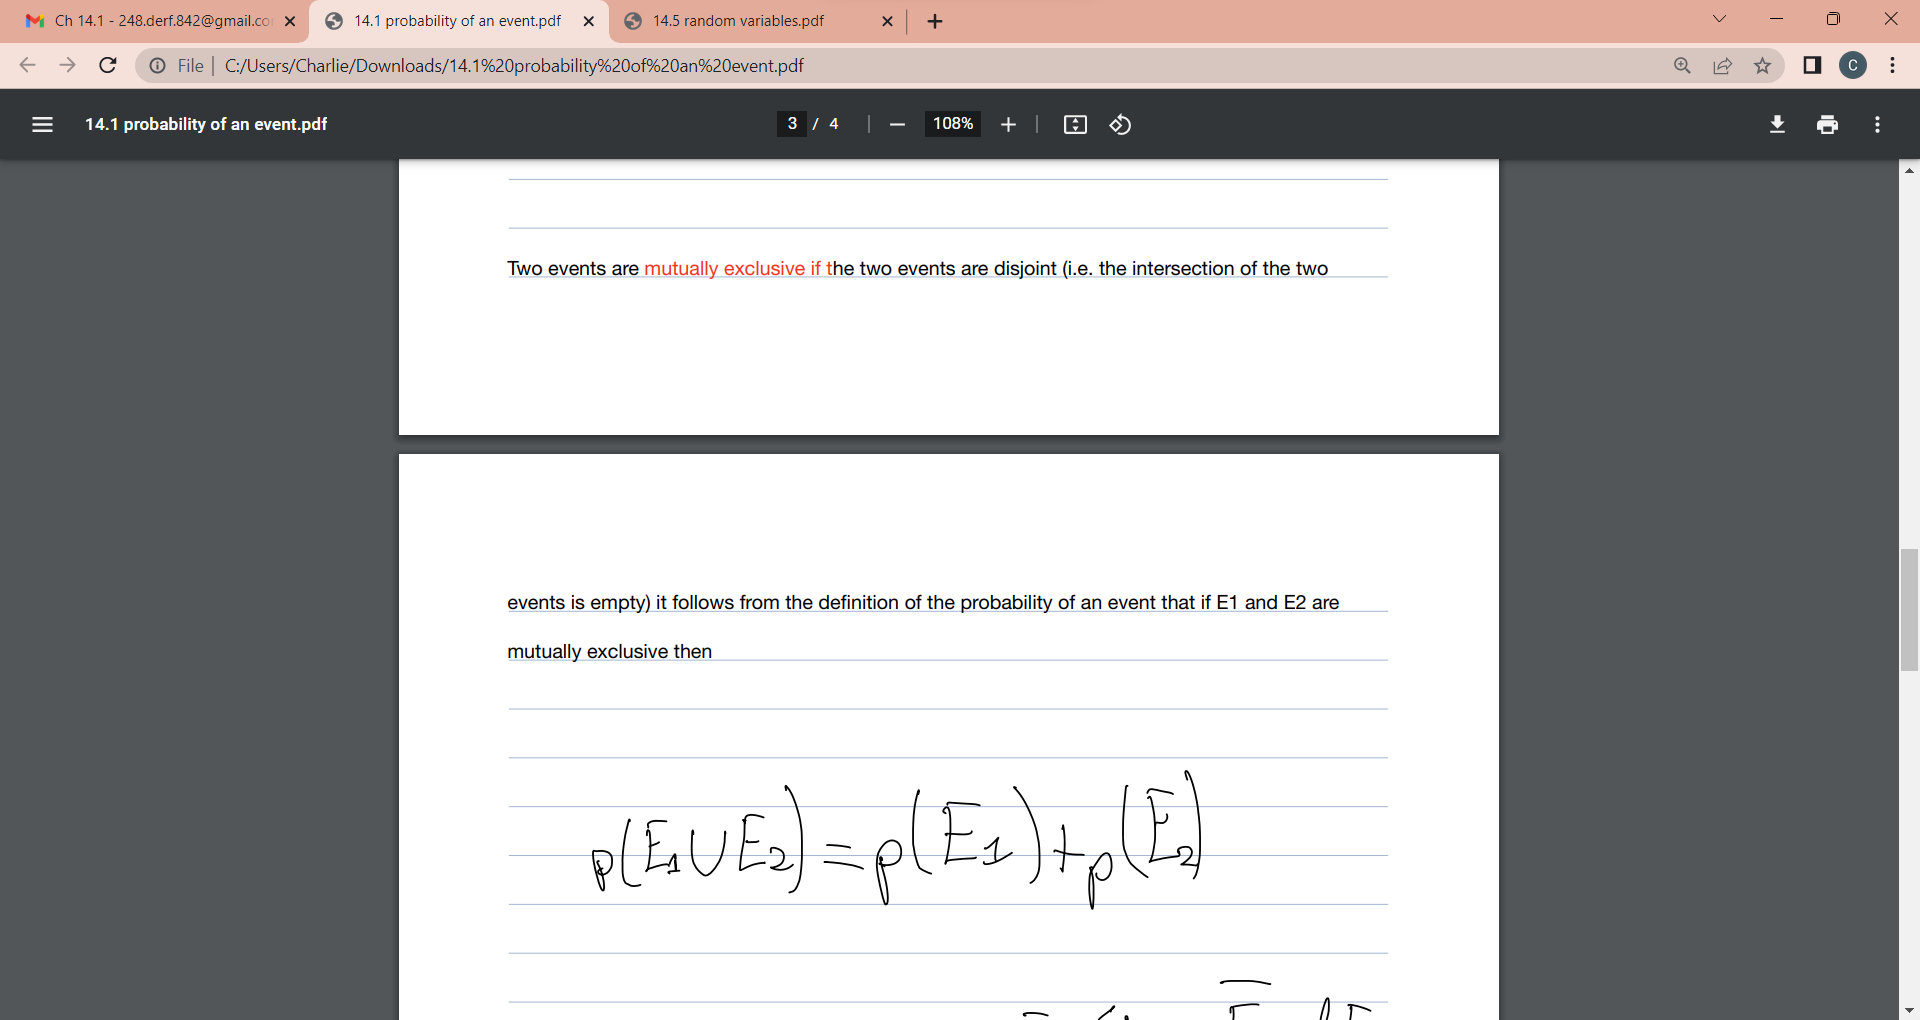 Ch 14.1 - 248.derf.842@gmail.co
14.1 probability of an event.pdf
14.5 random variables.pdf
File
C:/Users/Charlie/Downloads/14.1%20probability%20of%20an%20event.pdf
C
14.1 probability of an event.pdf
3 / 4
108%
Two events are mutually exclusive if the two events are disjoint (i.e. the intersection of the two
events is empty) it follows from the definition of the probability of an event that if E1 and E2 are
mutually exclusive then
p(E1∪E2)=p(E1)+p(E2)